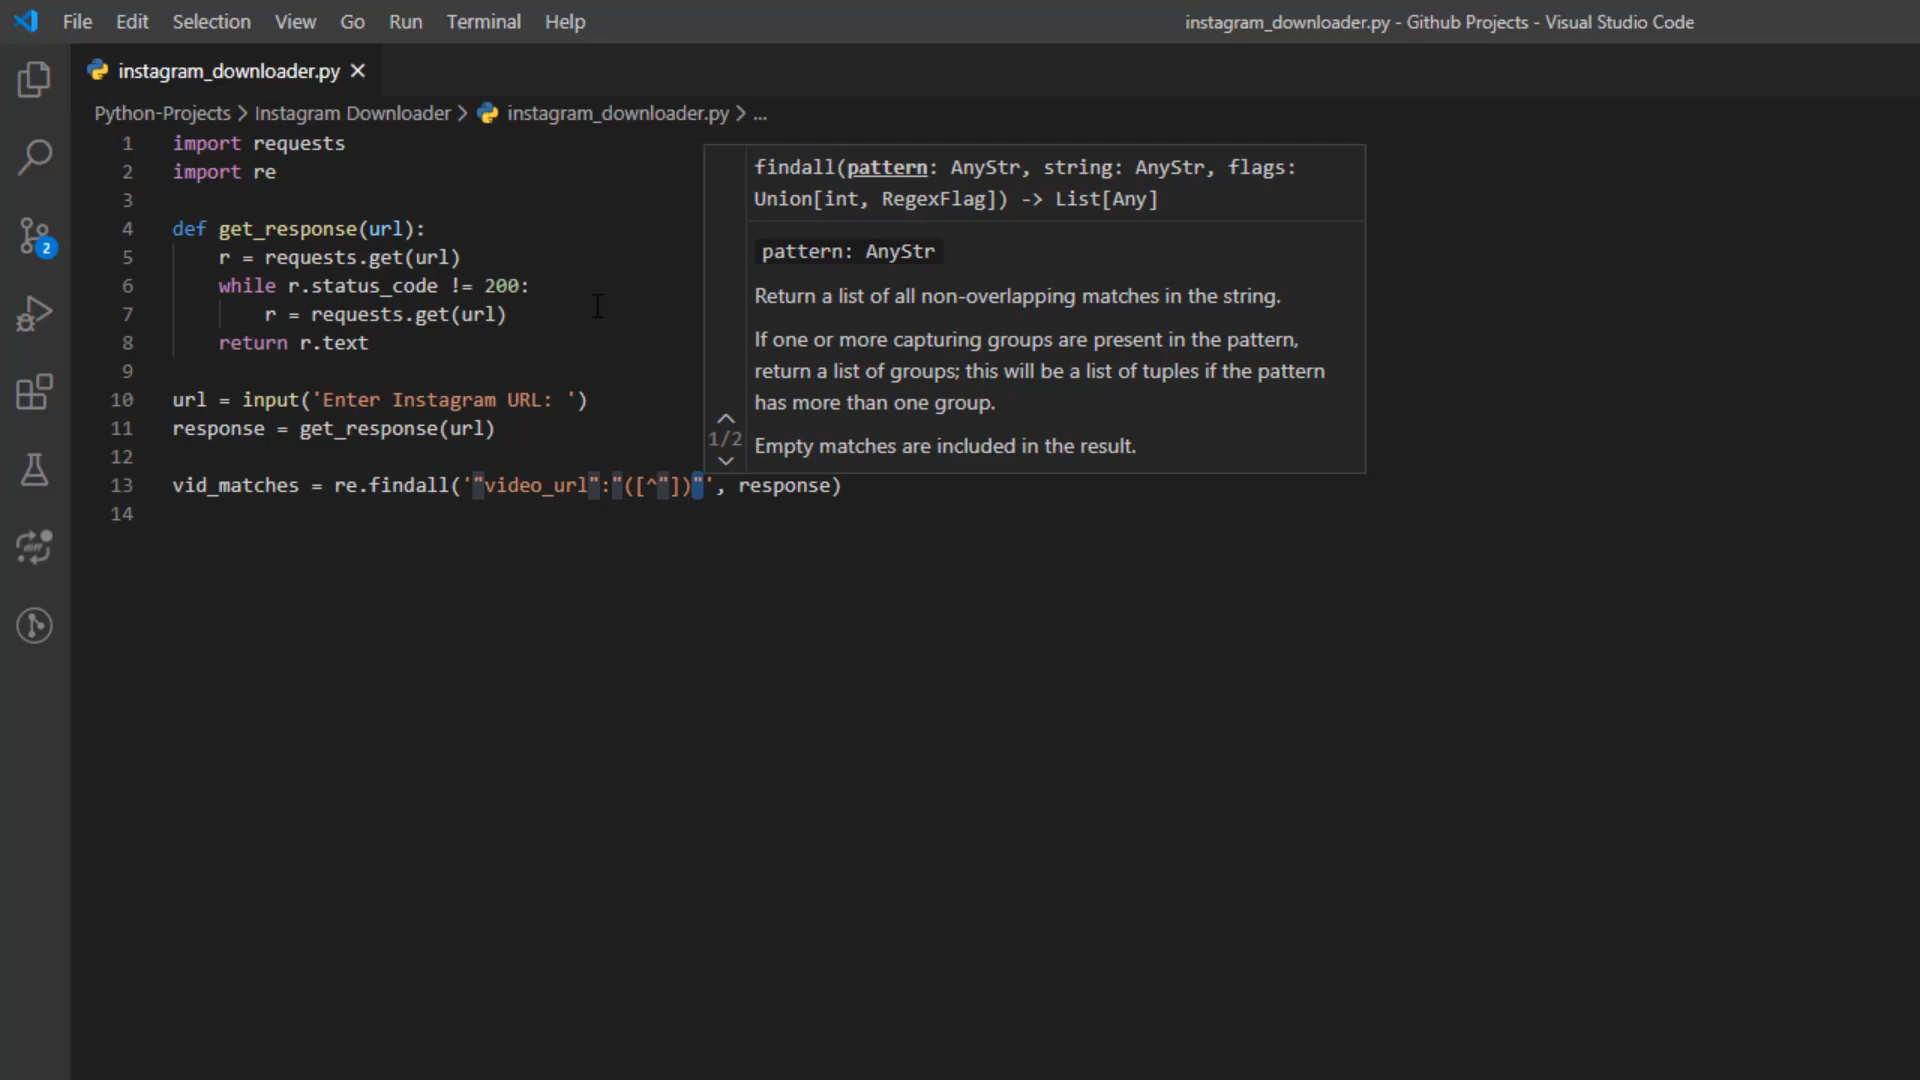 File Edit Selection View Go Run Terminal Help
instagram_downloader.py - Github Projects - Visual Studio Code
instagram_downloader.py
Python-Projects > Instagram Downloader > instagram_downloader.py > ...
1 import requests
2 import re
3
4 def get_response(url):
5 r = requests.get(url)
6 while r.status_code != 200:
7 r = requests.get(url)
8 return r.text
9
10 url = input('Enter Instagram URL: ')
11 response = get_response(url)
12
13 vid_matches = re.findall('"video_url":"([^"])"', response)
14
findall(pattern: AnyStr, string: AnyStr, flags:
Union[int, RegexFlag]) -> List[Any]
pattern: AnyStr
Return a list of all non-overlapping matches in the string.
If one or more capturing groups are present in the pattern,
return a list of groups; this will be a list of tuples if the pattern
has more than one group.
1/2
Empty matches are included in the result.
2